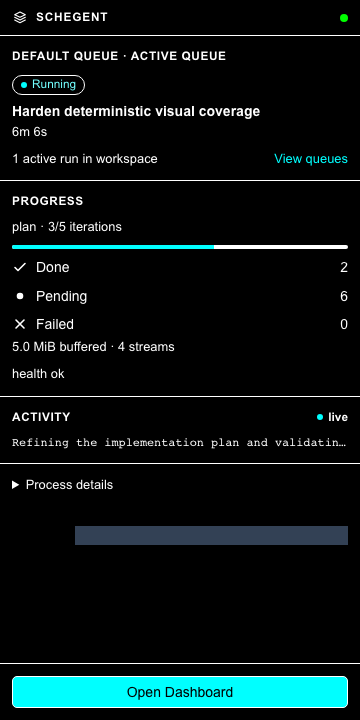 SCHEGENT
DEFAULT QUEUE · ACTIVE QUEUE
Running
Harden deterministic visual coverage
6m 6s
1 active run in workspace View queues
PROGRESS
plan · 3/5 iterations
Done 2
Pending 6
Failed 0
5.0 MiB buffered · 4 streams
health ok
ACTIVITY live
Refining the implementation plan and validatin…
Process details
Open Dashboard